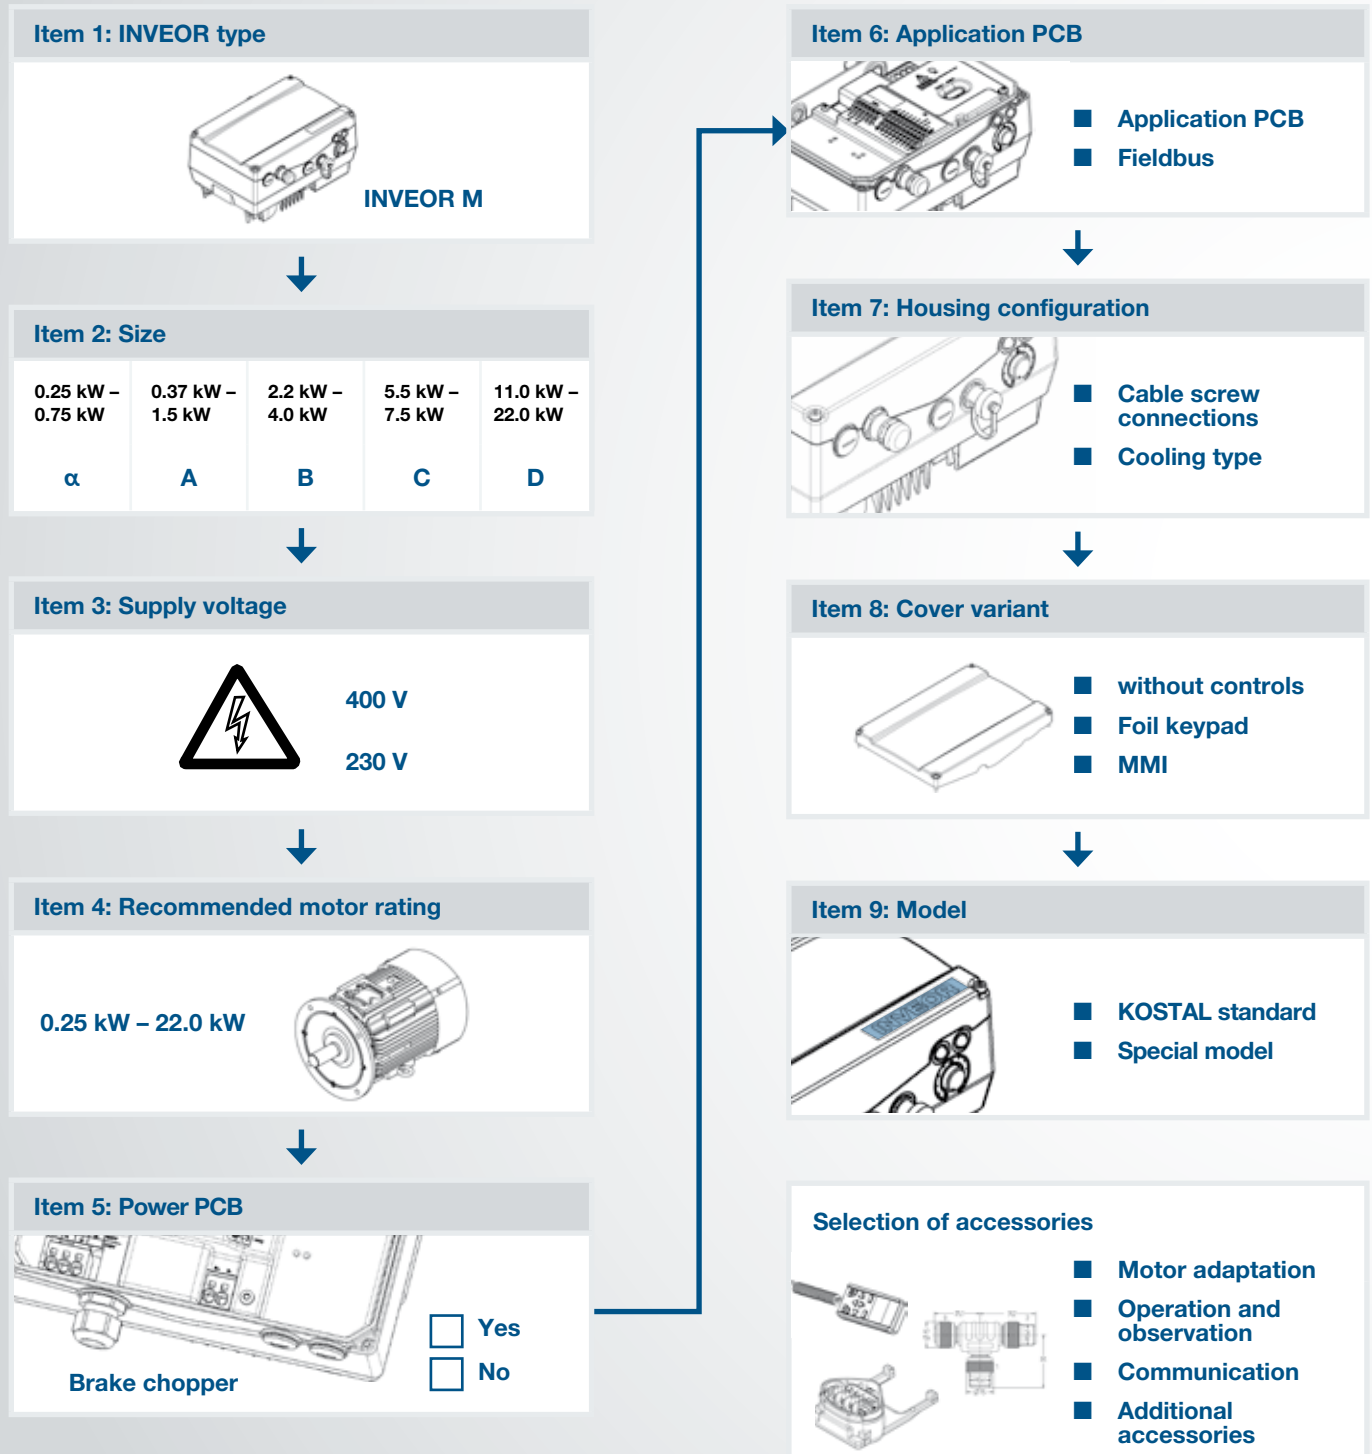 Item 1: INVEOR type
INVEOR M
Item 2: Size
0.25 kW –
0.75 kW
α
0.37 kW –
1.5 kW
A
2.2 kW –
4.0 kW
B
5.5 kW –
7.5 kW
C
11.0 kW –
22.0 kW
D
Item 3: Supply voltage
400 V
230 V
Item 4: Recommended motor rating
0.25 kW – 22.0 kW
Item 5: Power PCB
Brake chopper
Yes
No
Item 6: Application PCB
Application PCB
Fieldbus
Item 7: Housing configuration
Cable screw
connections
Cooling type
Item 8: Cover variant
without controls
Foil keypad
MMI
Item 9: Model
INVEOR
KOSTAL standard
Special model
Selection of accessories
Motor adaptation
Operation and
observation
Communication
Additional
accessories